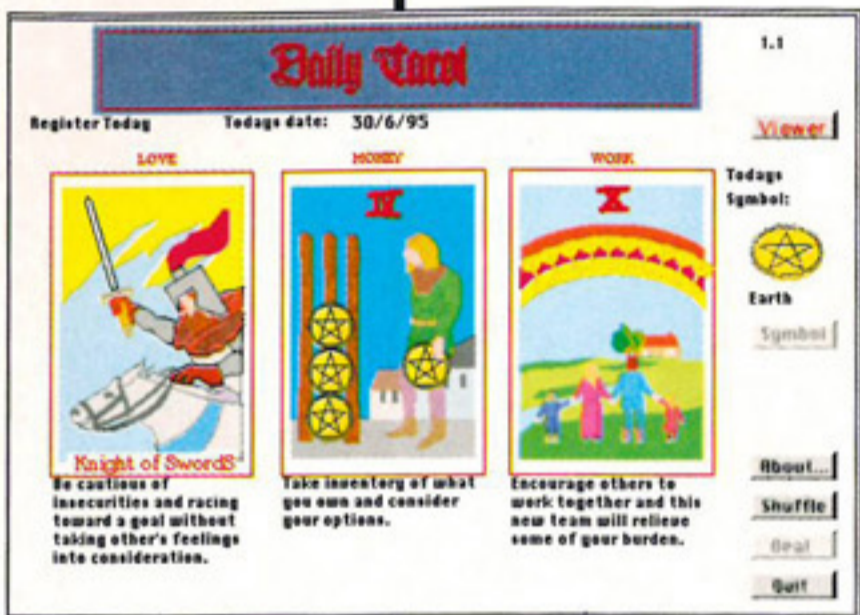 Daily Tarot
1.1
Register Today
Todays date: 30/6/95
Viewer
LOVE
MONEY
WORK
Todays
Symbol:
IV
X
Earth
Symbol
Knight of SwordS
Be cautious of
insecurities and racing
toward a goal without
taking other's feelings
into consideration.
Take inventory of what
you own and consider
your options.
Encourage others to
work together and this
new team will relieve
some of your burden.
About...
Shuffle
Deal
Quit